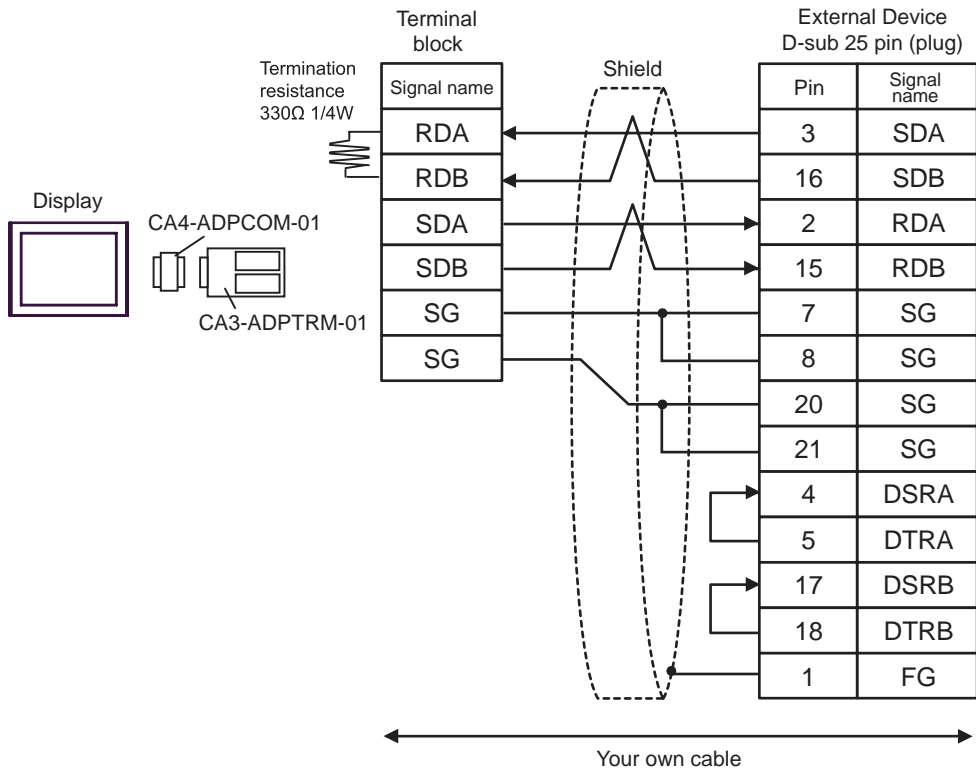 Terminal
block
External Device
D-sub 25 pin (plug)
Termination
resistance
330Ω 1/4W
Shield
Signal name
Pin
Signal
name
RDA
3
SDA
RDB
16
SDB
Display
CA4-ADPCOM-01
CA3-ADPTRM-01
SDA
2
RDA
SDB
15
RDB
SG
7
SG
SG
8
SG
20
SG
21
SG
4
DSRA
5
DTRA
17
DSRB
18
DTRB
1
FG
Your own cable